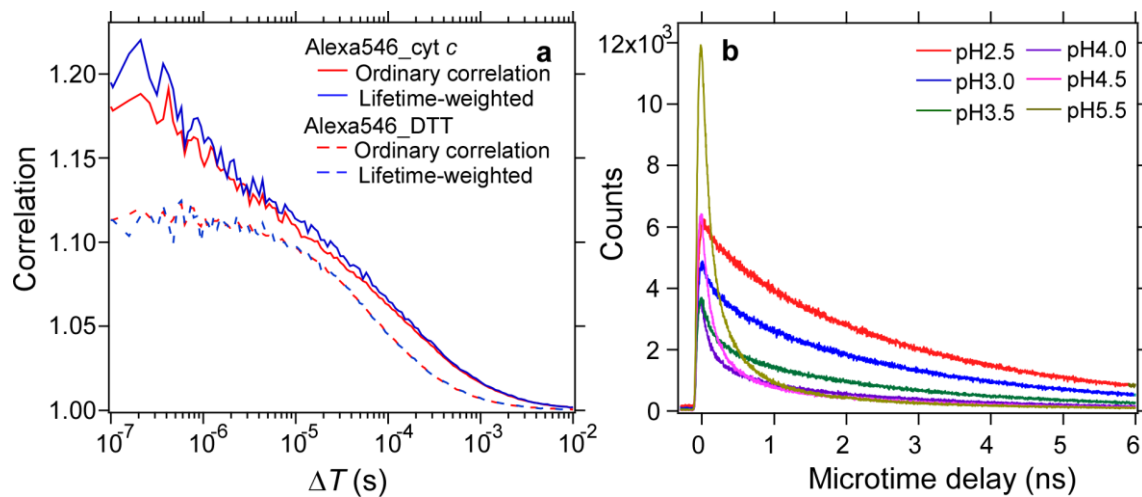 a
Alexa546_cyt c
Ordinary correlation
Lifetime-weighted
Alexa546_DTT
Ordinary correlation
Lifetime-weighted
1.20
1.15
1.10
1.05
1.00
Correlation
10^-7 10^-6 10^-5 10^-4 10^-3 10^-2
ΔT (s)
b
pH2.5 pH4.0
pH3.0 pH4.5
pH3.5 pH5.5
12x10^3
10
8
6
4
2
0
Counts
0 1 2 3 4 5 6
Microtime delay (ns)